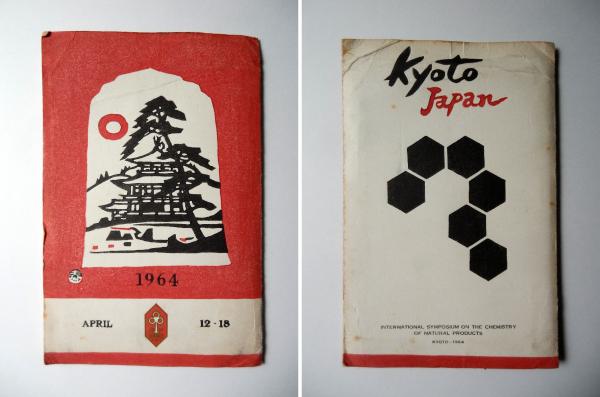 1964
APRIL 12-18
Kyoto
Japan
INTERNATIONAL SYMPOSIUM ON THE CHEMISTRY
OF NATURAL PRODUCTS
KYOTO-1964